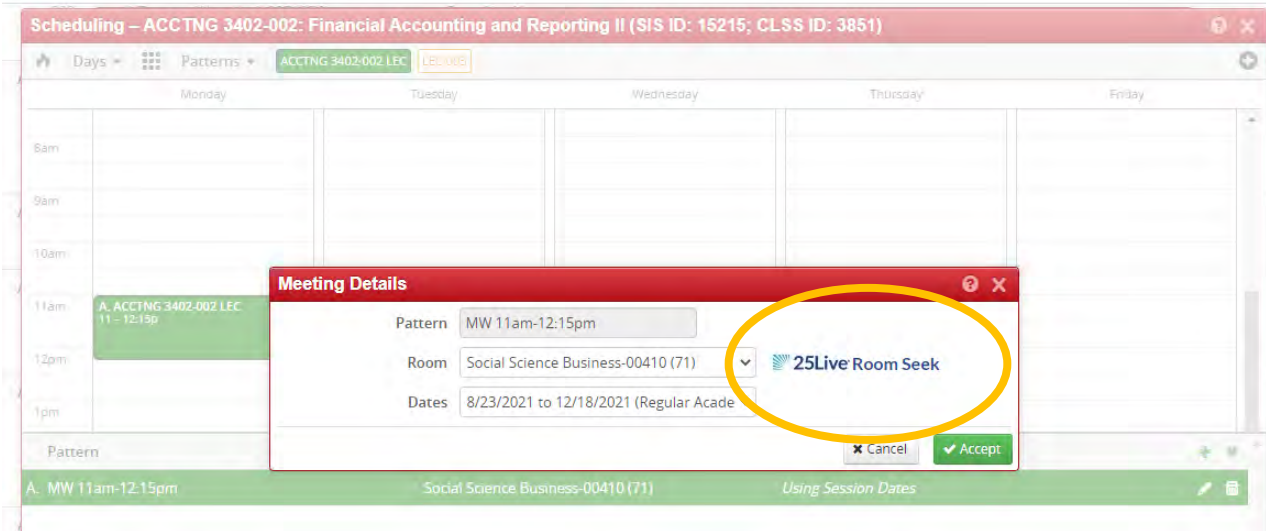 Scheduling – ACCTNG 3402-002: Financial Accounting and Reporting II (SIS ID: 15215; CLSS ID: 3851)
Days Patterns ACCTNG 3402-002 LEC
Monday Tuesday Wednesday Thursday Friday
8am
9am
10am
11am
A. ACCTNG 3402-002 LEC
11 - 12:15p
12pm
1pm
Meeting Details
Pattern MW 11am-12:15pm
Room Social Science Business-00410 (71) 25Live Room Seek
Dates 8/23/2021 to 12/18/2021 (Regular Acade
Cancel Accept
Pattern
A. MW 11am-12:15pm Social Science Business-00410 (71) Using Session Dates